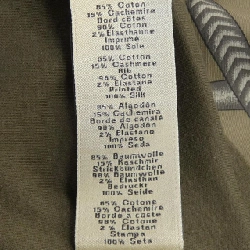 85% Coton
15% Cachemire
Bord côtes
98% Coton
2% Elasthanne
Imprimé
100% Soie
85% Cotton
15% Cashmere
Rib
98% Cotton
2% Elastane
Printed
100% Silk
85% Algodón
15% Cachemira
Borde de canalé
98% Algodón
2% Elastano
Impreso
100% Seda
85% Baumwolle
15% Kaschmir
Strickbündchen
98% Baumwolle
2% Elasthan
Bedruckt
100% Seide
85% Cotone
15% Cashmere
Bordo a coste
98% Cotone
2% Elastan
Stampa
100% Seta